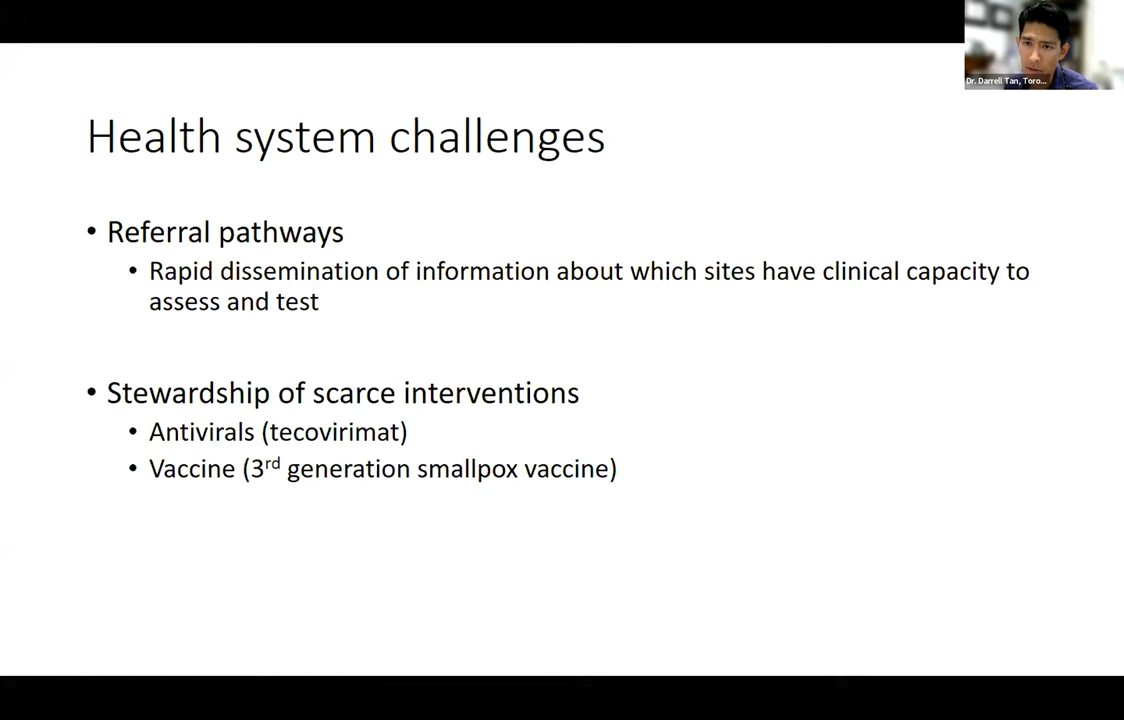 Dr. Darrell Tan, Toro...
Health system challenges
• Referral pathways
• Rapid dissemination of information about which sites have clinical capacity to
assess and test
• Stewardship of scarce interventions
• Antivirals (tecovirimat)
• Vaccine (3rd generation smallpox vaccine)